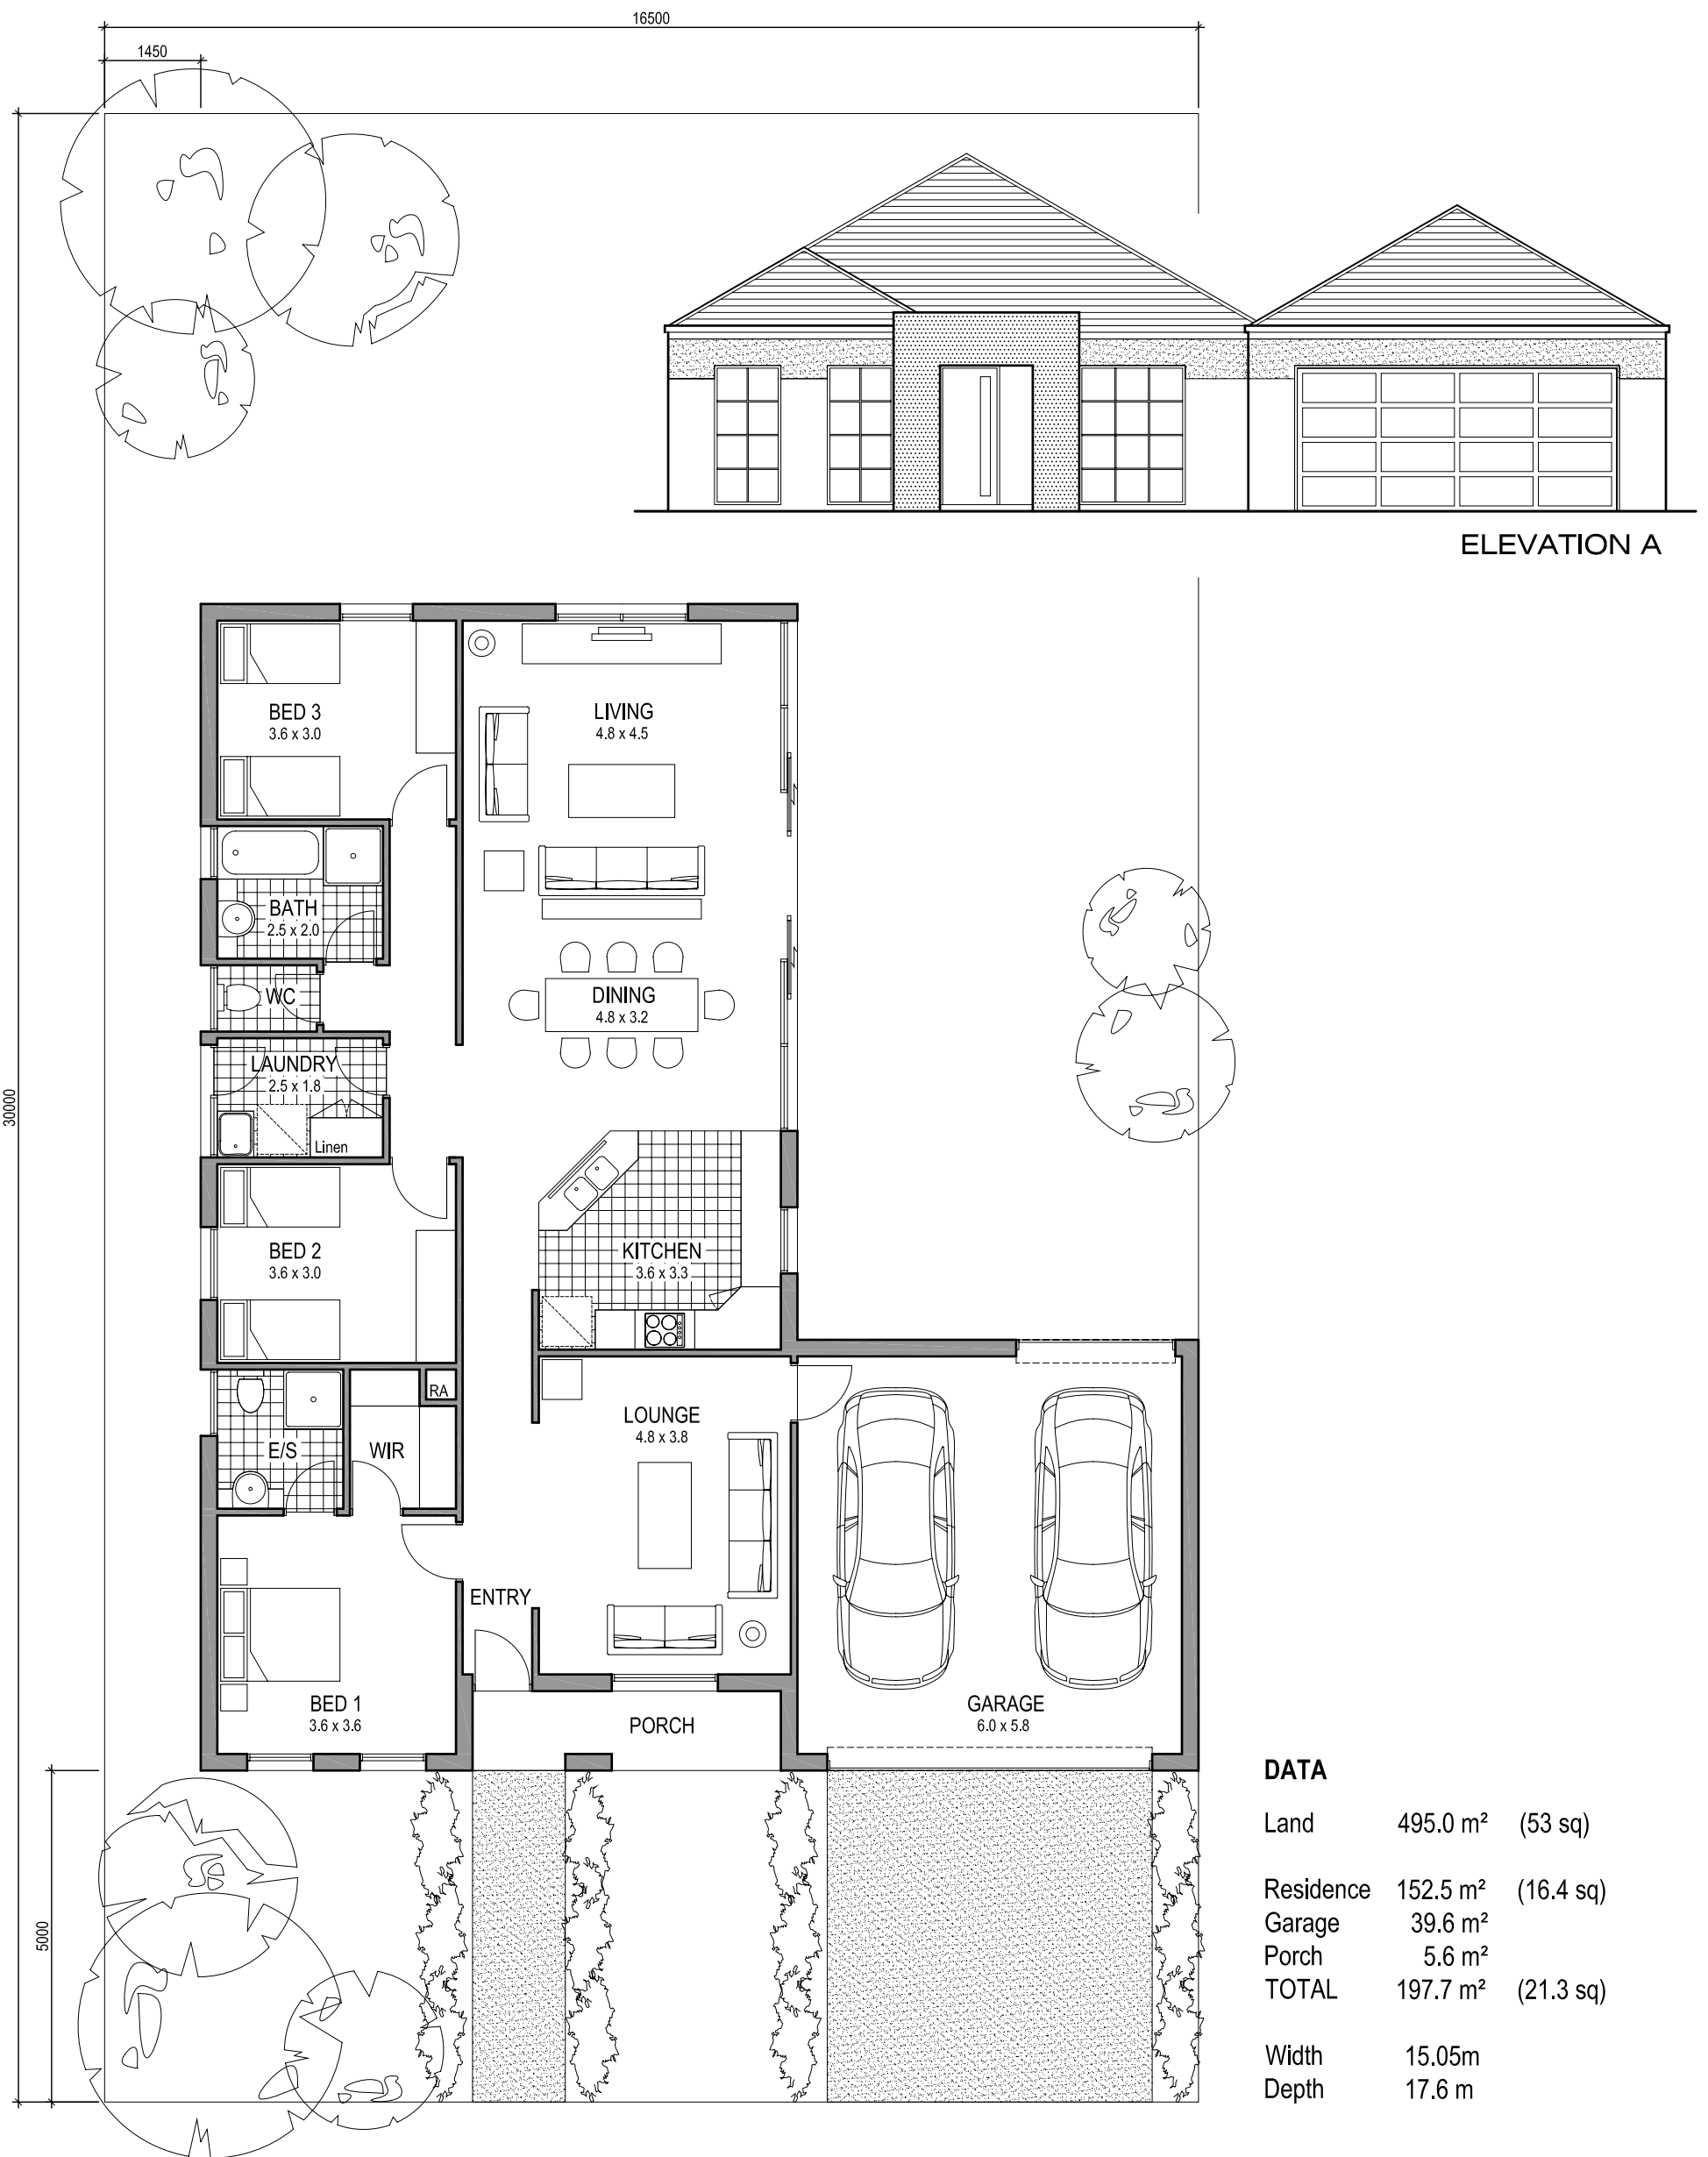 16500
1450
ELEVATION A
BED 3
3.6 x 3.0
LIVING
4.8 x 4.5
BATH
2.5 x 2.0
WC
DINING
4.8 x 3.2
LAUNDRY
2.5 x 1.8
Linen
30000
BED 2
3.6 x 3.0
KITCHEN
3.6 x 3.3
RA
E/S
WIR
LOUNGE
4.8 x 3.8
ENTRY
BED 1
3.6 x 3.6
PORCH
GARAGE
6.0 x 5.8
5000
DATA
Land 495.0 m² (53 sq)
Residence 152.5 m² (16.4 sq)
Garage 39.6 m²
Porch 5.6 m²
TOTAL 197.7 m² (21.3 sq)
Width 15.05m
Depth 17.6 m